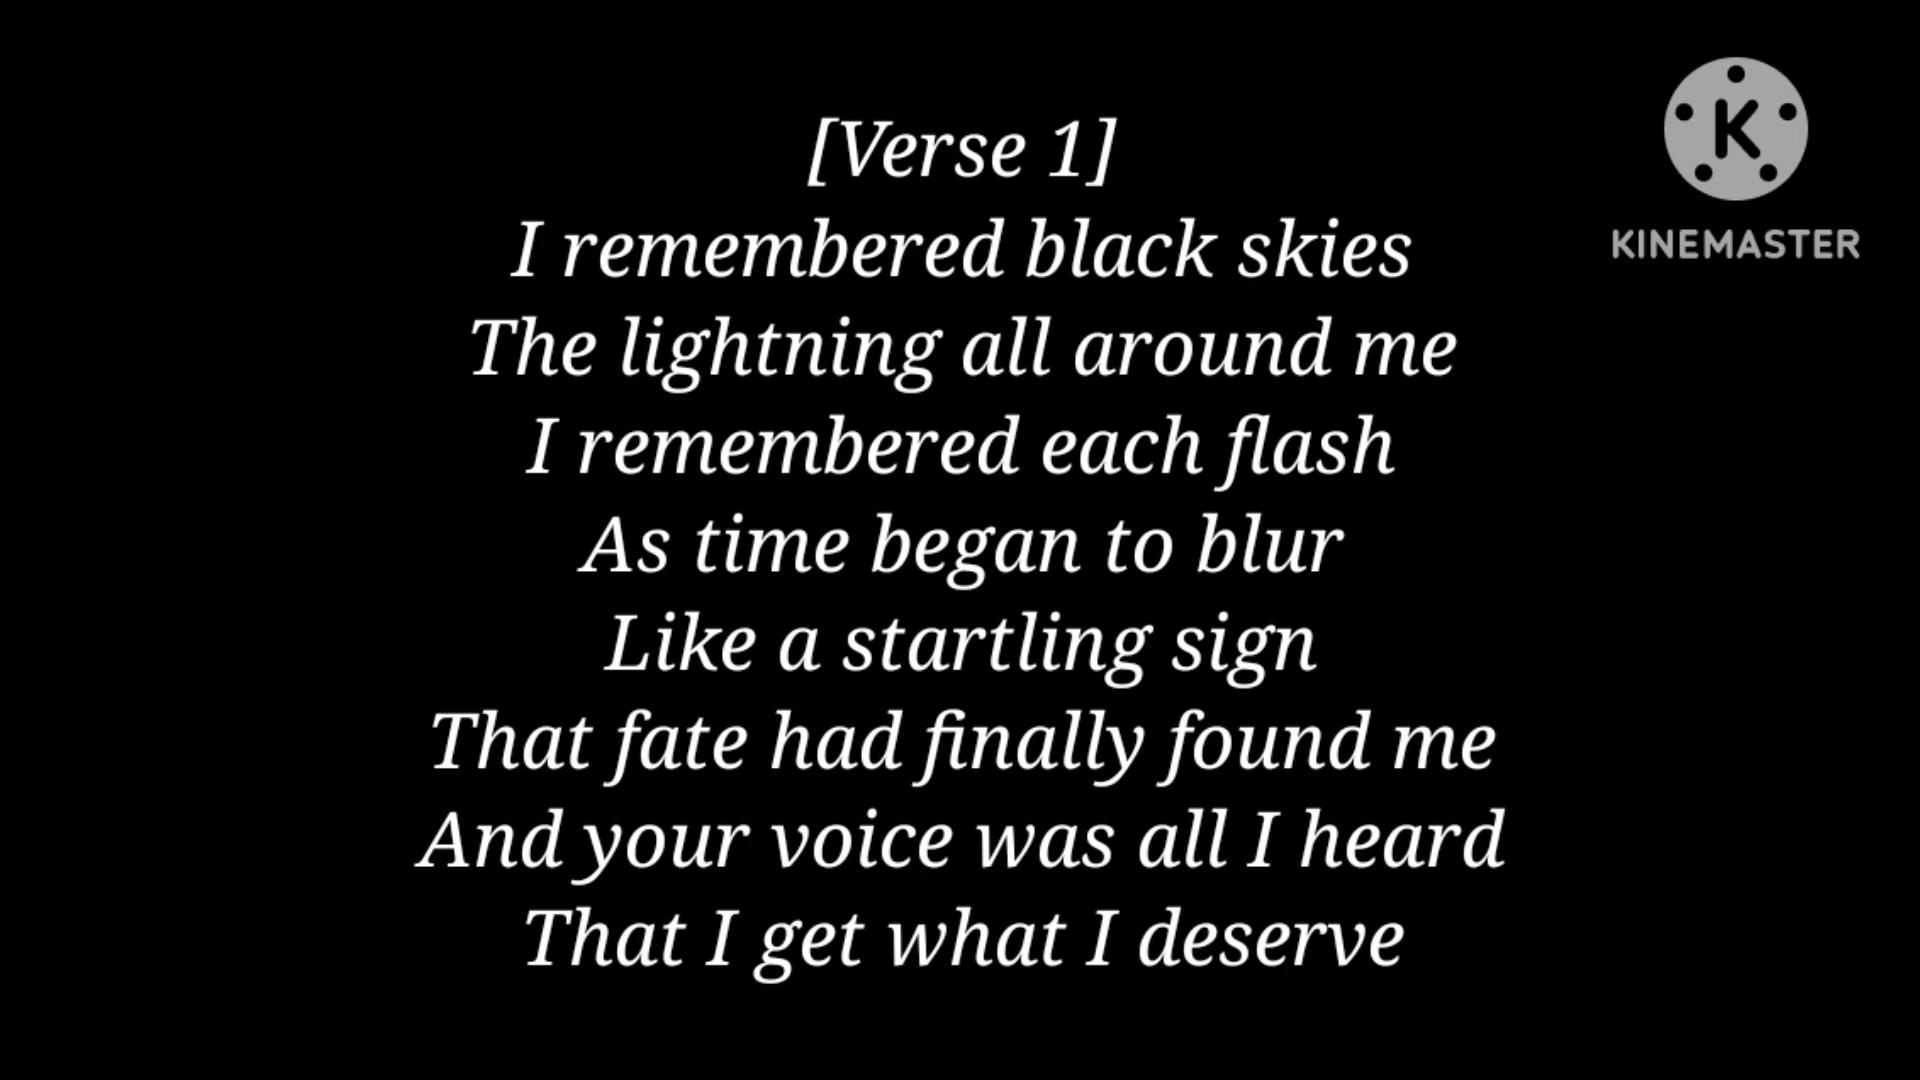 [Verse 1]
I remembered black skies
The lightning all around me
I remembered each flash
As time began to blur
Like a startling sign
That fate had finally found me
And your voice was all I heard
That I get what I deserve
K
KINEMASTER